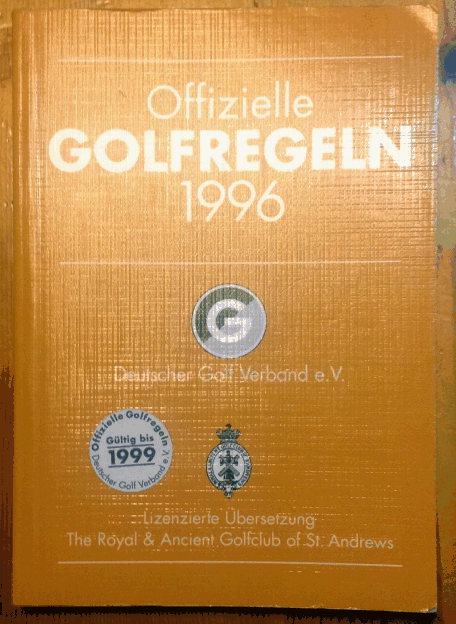 Offizielle
GOLFREGELN
1996
G
Deutscher Golf Verband e.V.
Offizielle Golfregeln
Gültig bis
1999
Deutscher Golf Verband e.V.
Lizenzierte Übersetzung
The Royal & Ancient Golfclub of St. Andrews